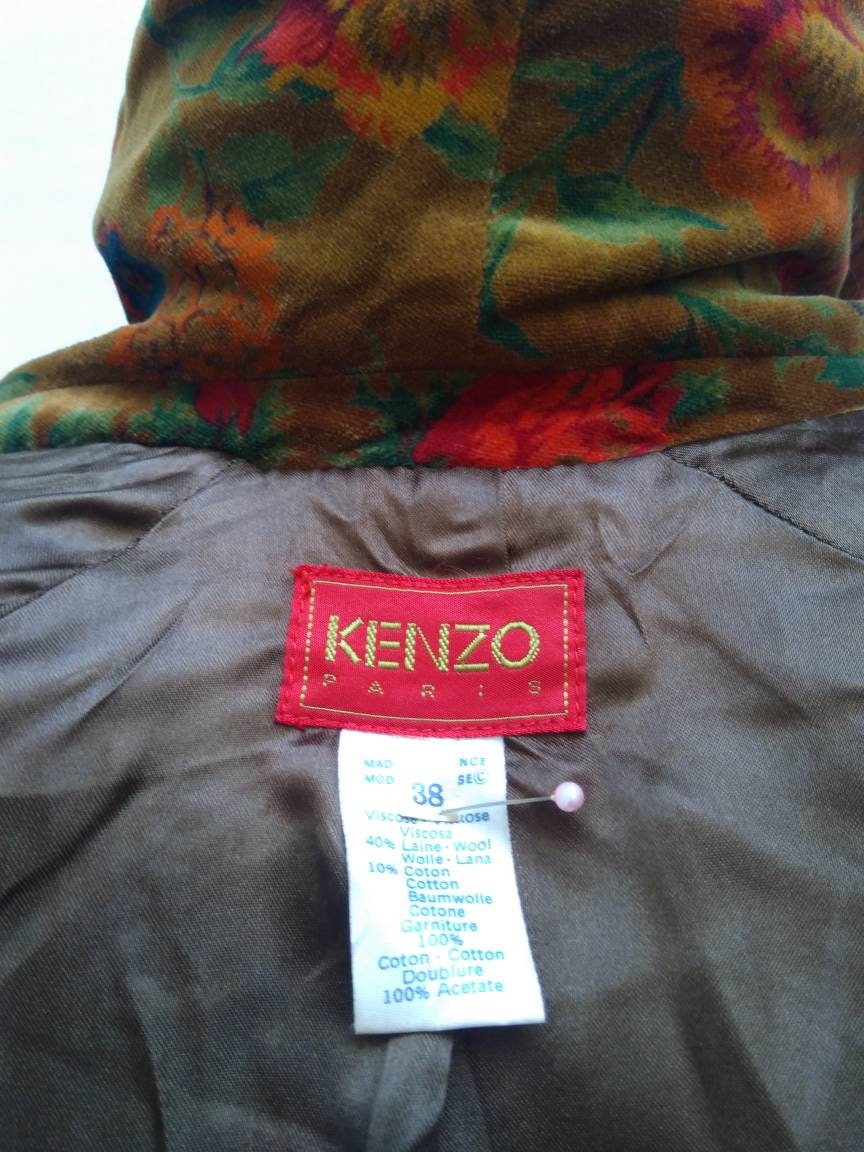 KENZO
PARIS
MAD NCE
MOD SE©
38
Viscosa
40% Laine - Wool
Wolle - Lana
10% Coton
Cotton
Baumwolle
Cotone
Garniture
100%
Coton - Cotton
Doublure
100% Acetate